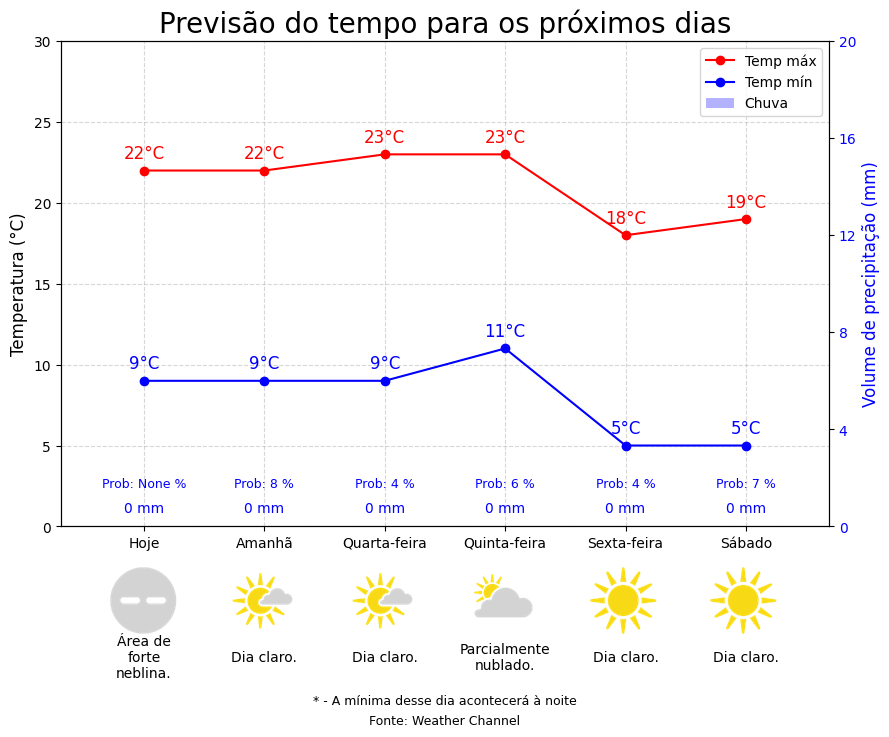 Previsão do tempo para os próximos dias
30
25
20
15
10
5
0
Temperatura (°C)
20
16
12
8
4
0
Volume de precipitação (mm)
Temp máx
Temp mín
Chuva
22°C 22°C 23°C 23°C 18°C 19°C
9°C 9°C 9°C 11°C 5°C 5°C
Prob: None % Prob: 8 % Prob: 4 % Prob: 6 % Prob: 4 % Prob: 7 %
0 mm 0 mm 0 mm 0 mm 0 mm 0 mm
Hoje Amanhã Quarta-feira Quinta-feira Sexta-feira Sábado
Área de
forte
neblina.
Dia claro.
Dia claro.
Parcialmente
nublado.
Dia claro.
Dia claro.
* - A mínima desse dia acontecerá à noite
Fonte: Weather Channel